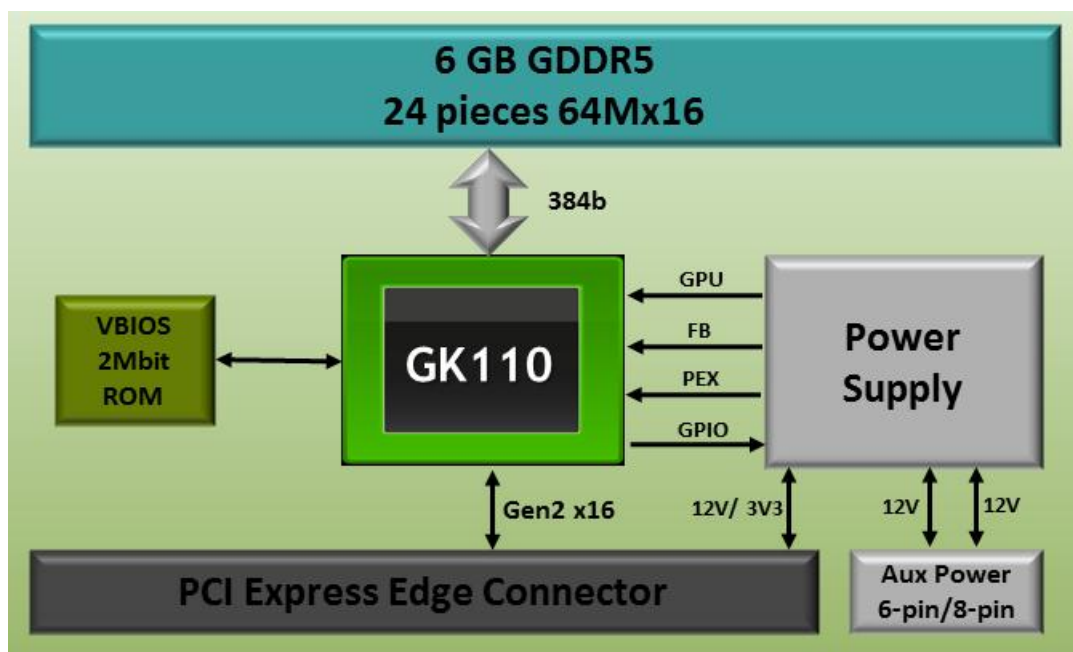 6 GB GDDR5
24 pieces 64Mx16
384b
VBIOS
2Mbit
ROM
GK110
GPU
FB
PEX
GPIO
Power
Supply
Gen2 x16
12V/ 3V3
12V
12V
PCI Express Edge Connector
Aux Power
6-pin/8-pin